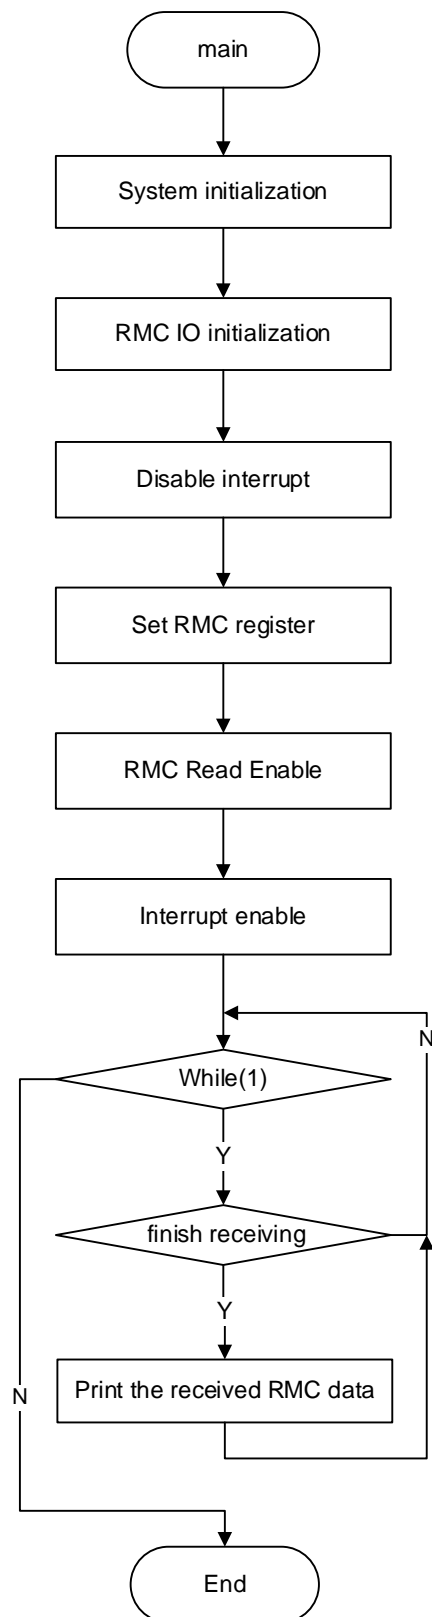 main
System initialization
RMC IO initialization
Disable interrupt
Set RMC register
RMC Read Enable
Interrupt enable
N
While(1)
Y
finish receiving
Y
Print the received RMC data
N
End